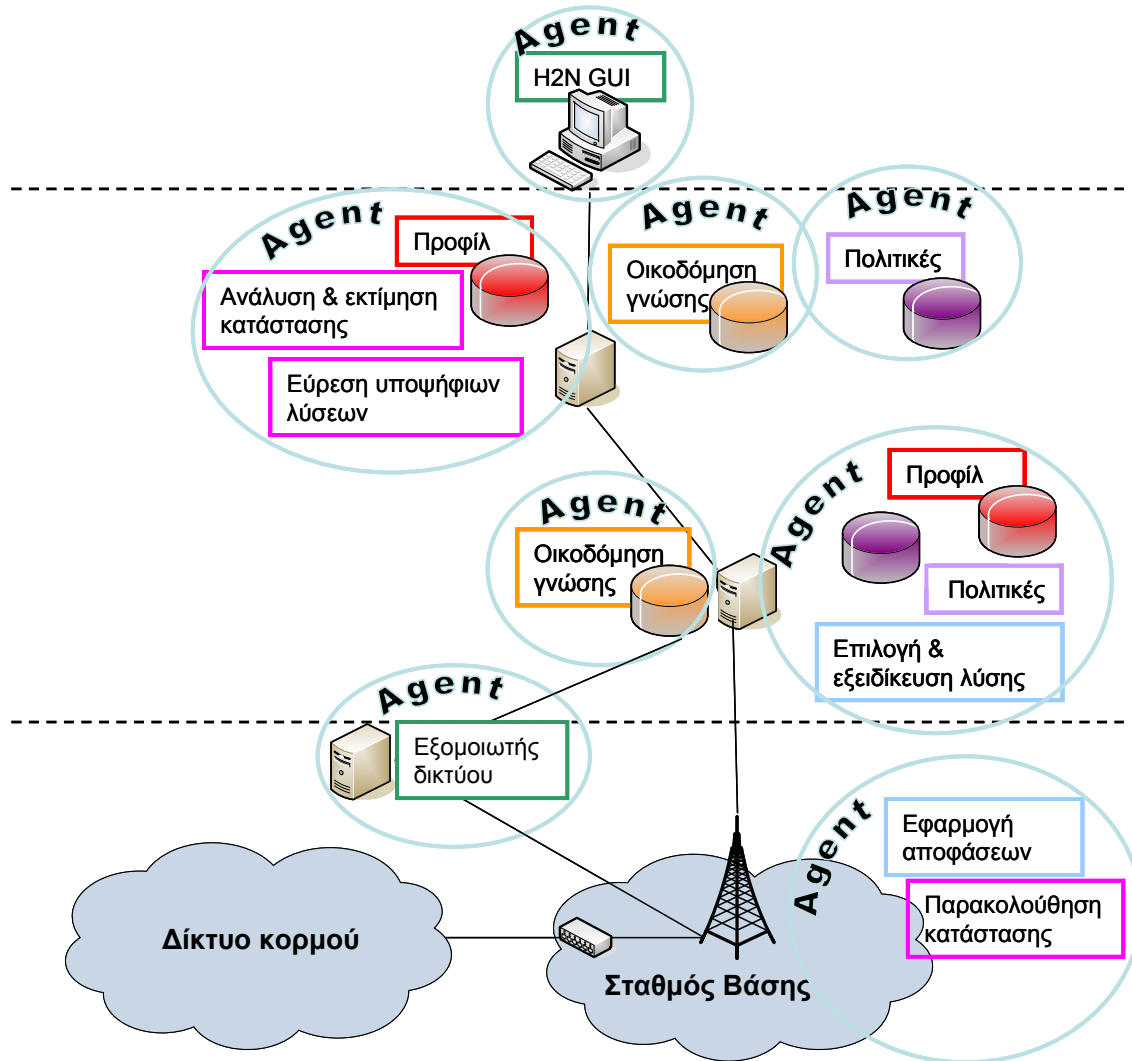 Agent
H2N GUI
Agent
Προφίλ
Ανάλυση & εκτίμηση
κατάστασης
Εύρεση υποψήφιων
λύσεων
Agent
Οικοδόμηση
γνώσης
Agent
Πολιτικές
Agent
Οικοδόμηση
γνώσης
Agent
Προφίλ
Πολιτικές
Επιλογή &
εξειδίκευση λύσης
Agent
Εξομοιωτής
δικτύου
Agent
Εφαρμογή
αποφάσεων
Παρακολούθηση
κατάστασης
Δίκτυο κορμού
Σταθμός Βάσης